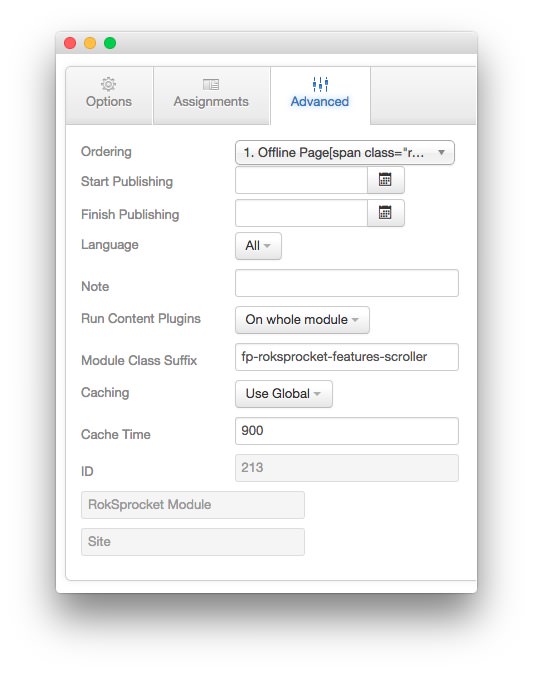 Options Assignments Advanced
Ordering 1. Offline Page[span class="r...
Start Publishing
Finish Publishing
Language All
Note
Run Content Plugins On whole module
Module Class Suffix fp-roksprocket-features-scroller
Caching Use Global
Cache Time 900
ID 213
RokSprocket Module
Site